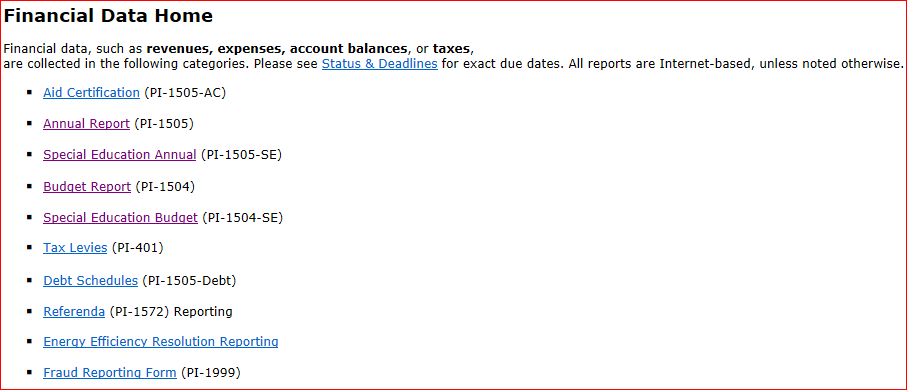 Financial Data Home
Financial data, such as revenues, expenses, account balances, or taxes,
are collected in the following categories. Please see Status & Deadlines for exact due dates. All reports are Internet-based, unless noted otherwise.
Aid Certification (PI-1505-AC)
Annual Report (PI-1505)
Special Education Annual (PI-1505-SE)
Budget Report (PI-1504)
Special Education Budget (PI-1504-SE)
Tax Levies (PI-401)
Debt Schedules (PI-1505-Debt)
Referenda (PI-1572) Reporting
Energy Efficiency Resolution Reporting
Fraud Reporting Form (PI-1999)